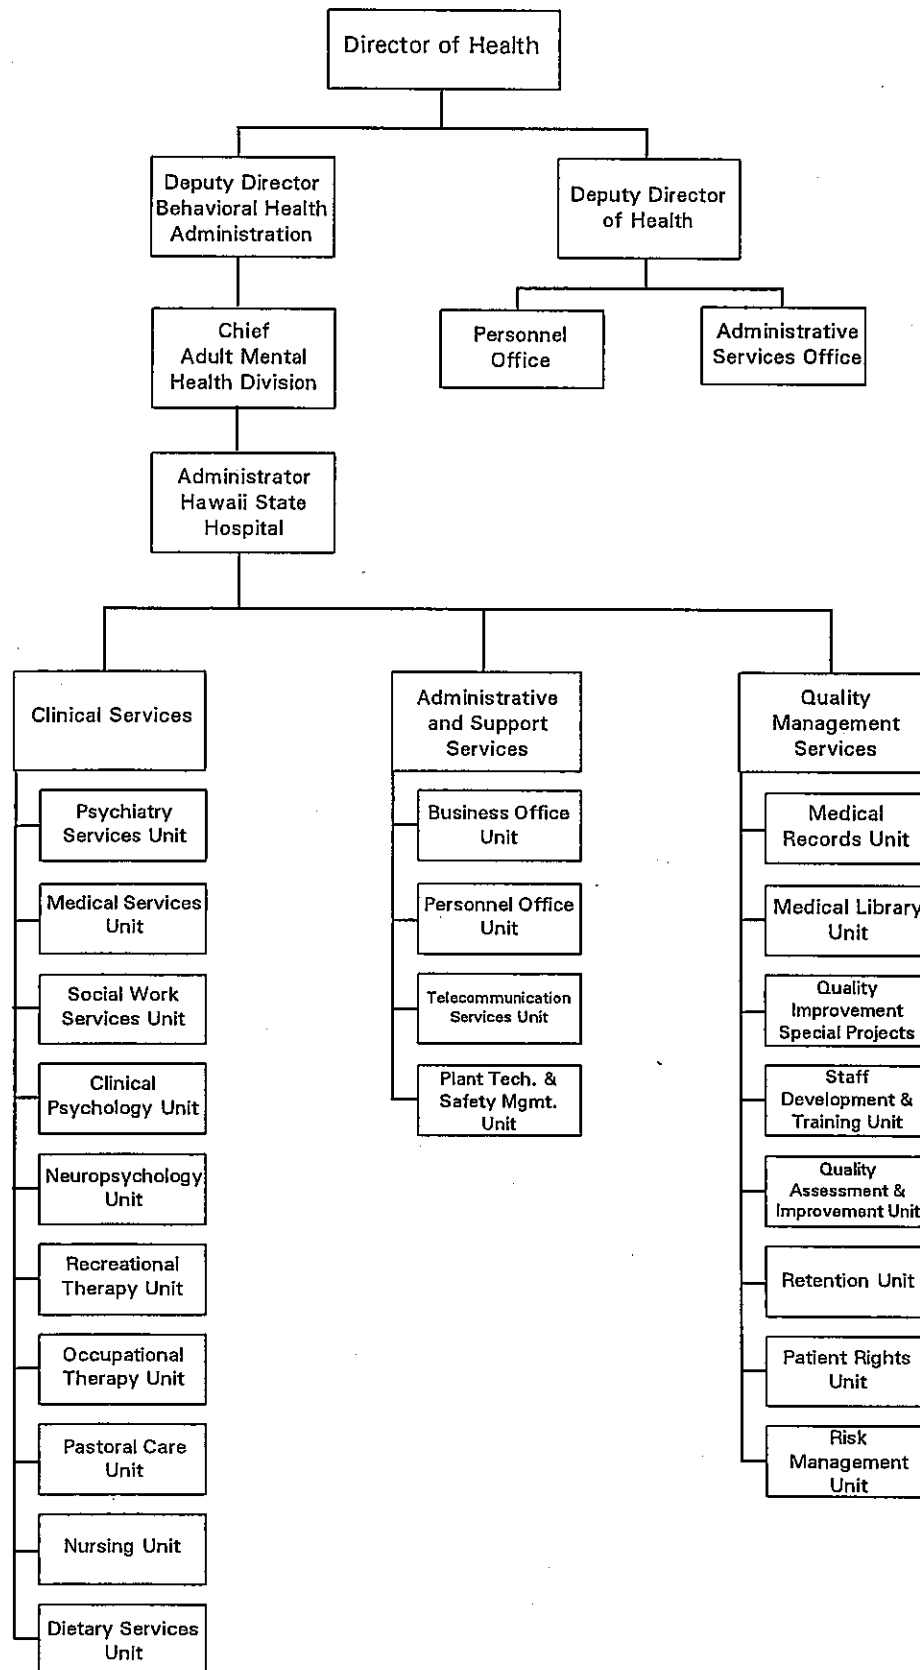 Director of Health
Deputy Director
Behavioral Health
Administration
Deputy Director
of Health
Chief
Adult Mental
Health Division
Personnel
Office
Administrative
Services Office
Administrator
Hawaii State
Hospital
Clinical Services
Psychiatry
Services Unit
Medical Services
Unit
Social Work
Services Unit
Clinical
Psychology Unit
Neuropsychology
Unit
Recreational
Therapy Unit
Occupational
Therapy Unit
Pastoral Care
Unit
Nursing Unit
Dietary Services
Unit
Administrative
and Support
Services
Business Office
Unit
Personnel Office
Unit
Telecommunication
Services Unit
Plant Tech. &
Safety Mgmt.
Unit
Quality
Management
Services
Medical
Records Unit
Medical Library
Unit
Quality
Improvement
Special Projects
Staff
Development &
Training Unit
Quality
Assessment &
Improvement Unit
Retention Unit
Patient Rights
Unit
Risk
Management
Unit